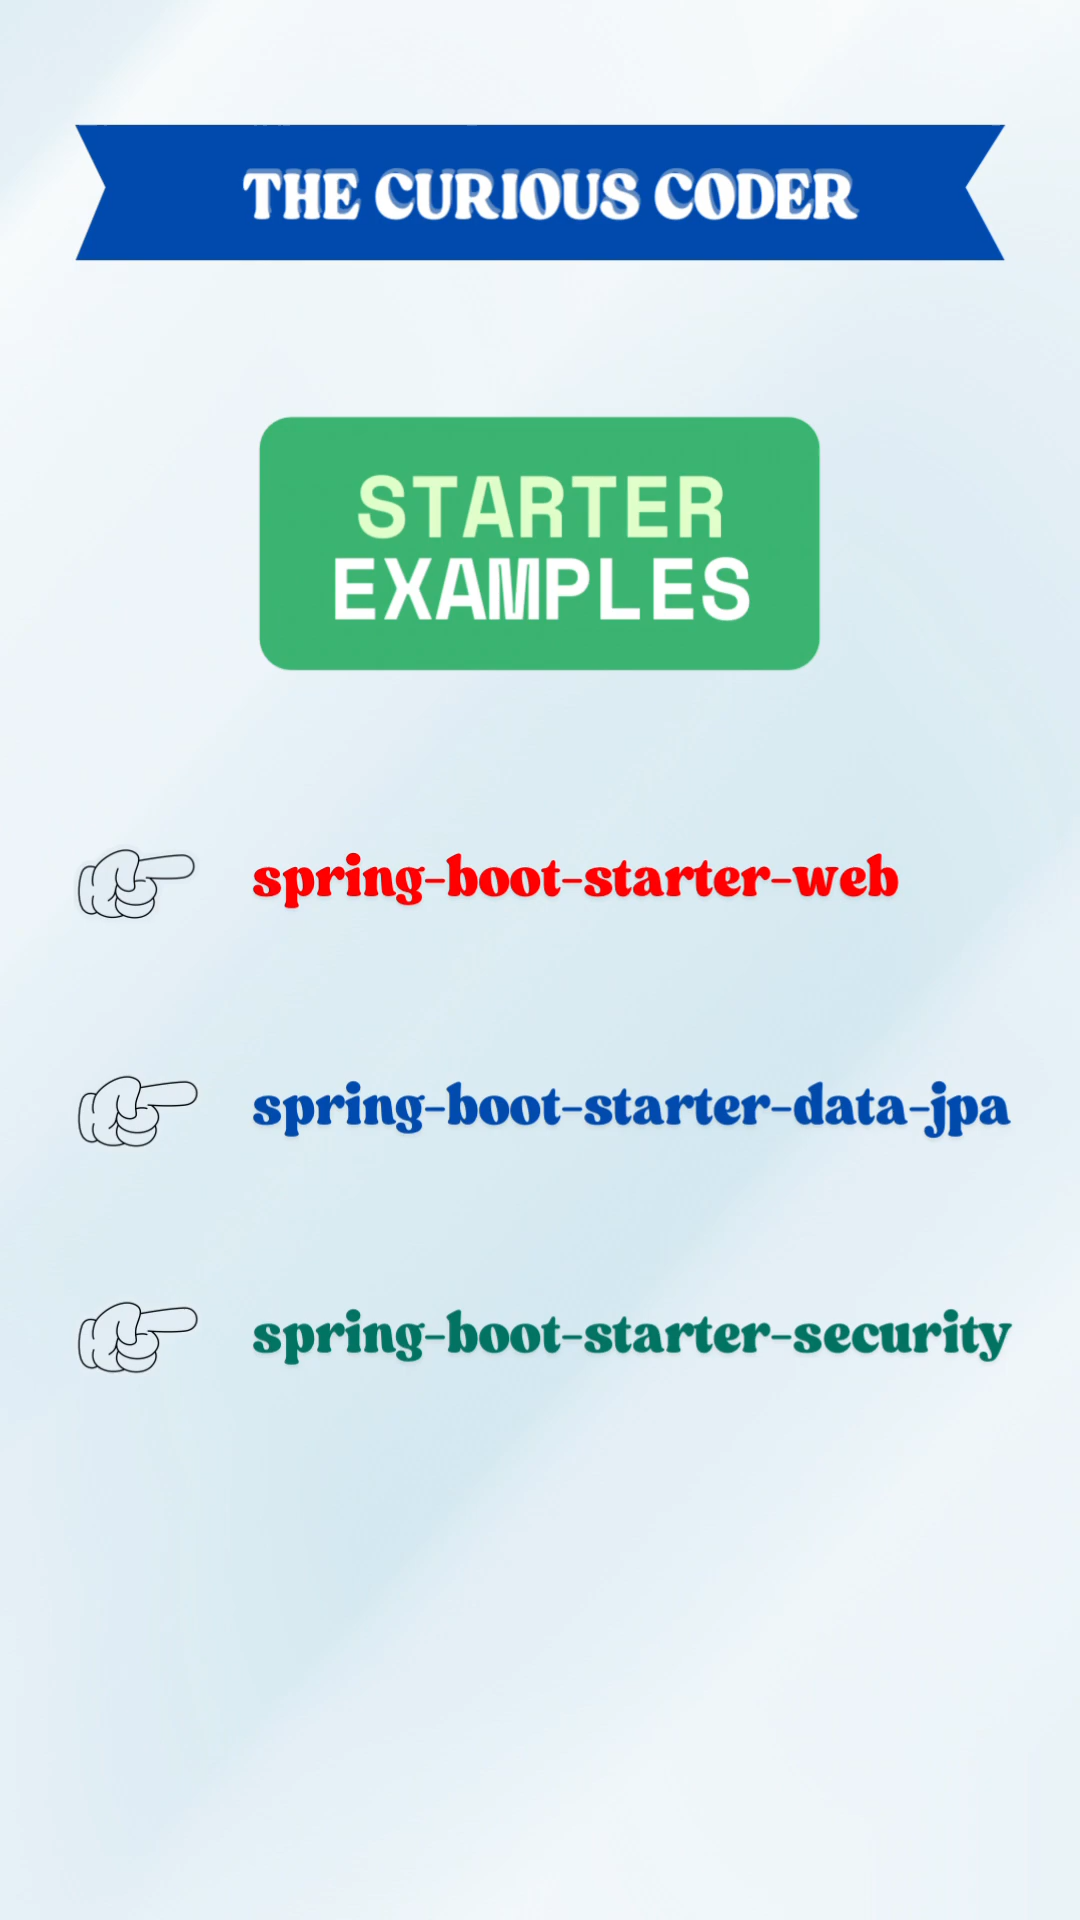 THE CURIOUS CODER
STARTER
EXAMPLES
spring-boot-starter-web
spring-boot-starter-data-jpa
spring-boot-starter-security